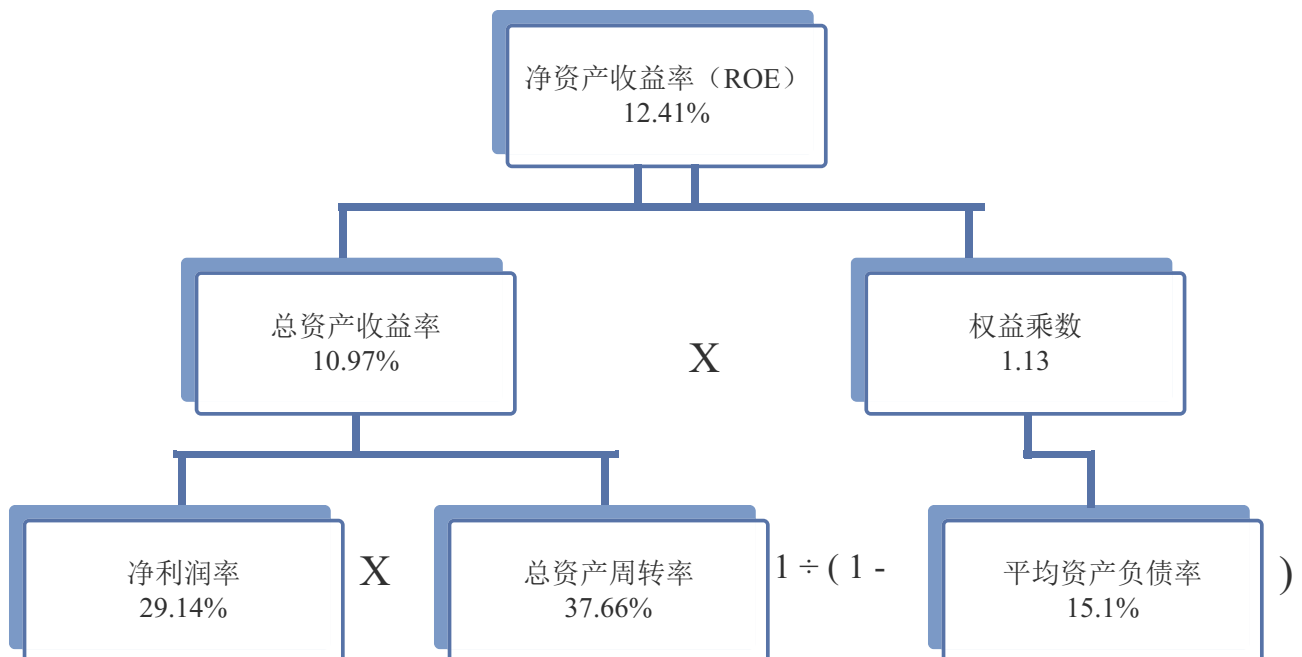 净资产收益率（ROE）
12.41%
总资产收益率
10.97%
X
权益乘数
1.13
净利润率
29.14%
X
总资产周转率
37.66%
1 ÷ ( 1 -
平均资产负债率
15.1%
)